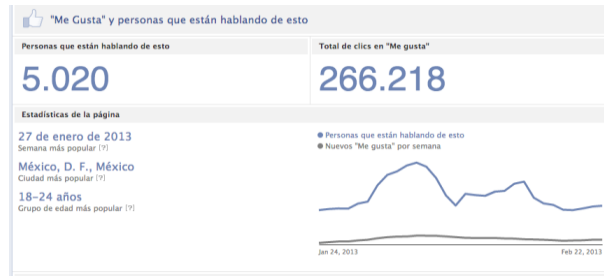 "Me Gusta" y personas que están hablando de esto
Personas que están hablando de esto
Total de clics en "Me gusta"
5.020
266.218
Estadísticas de la página
27 de enero de 2013
Semana más popular [?]
México, D. F., México
Ciudad más popular [?]
18–24 años
Grupo de edad más popular [?]
Personas que están hablando de esto
Nuevos "Me gusta" por semana
Jan 24, 2013
Feb 22, 2013